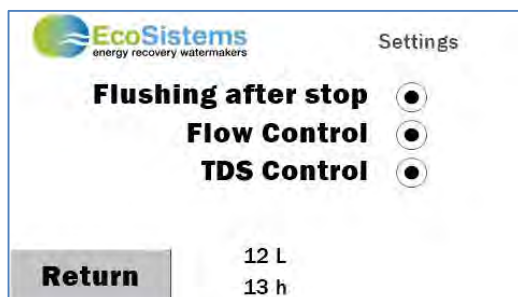 EcoSistems
energy recovery watermakers
Settings
Flushing after stop
Flow Control
TDS Control
12 L
13 h
Return